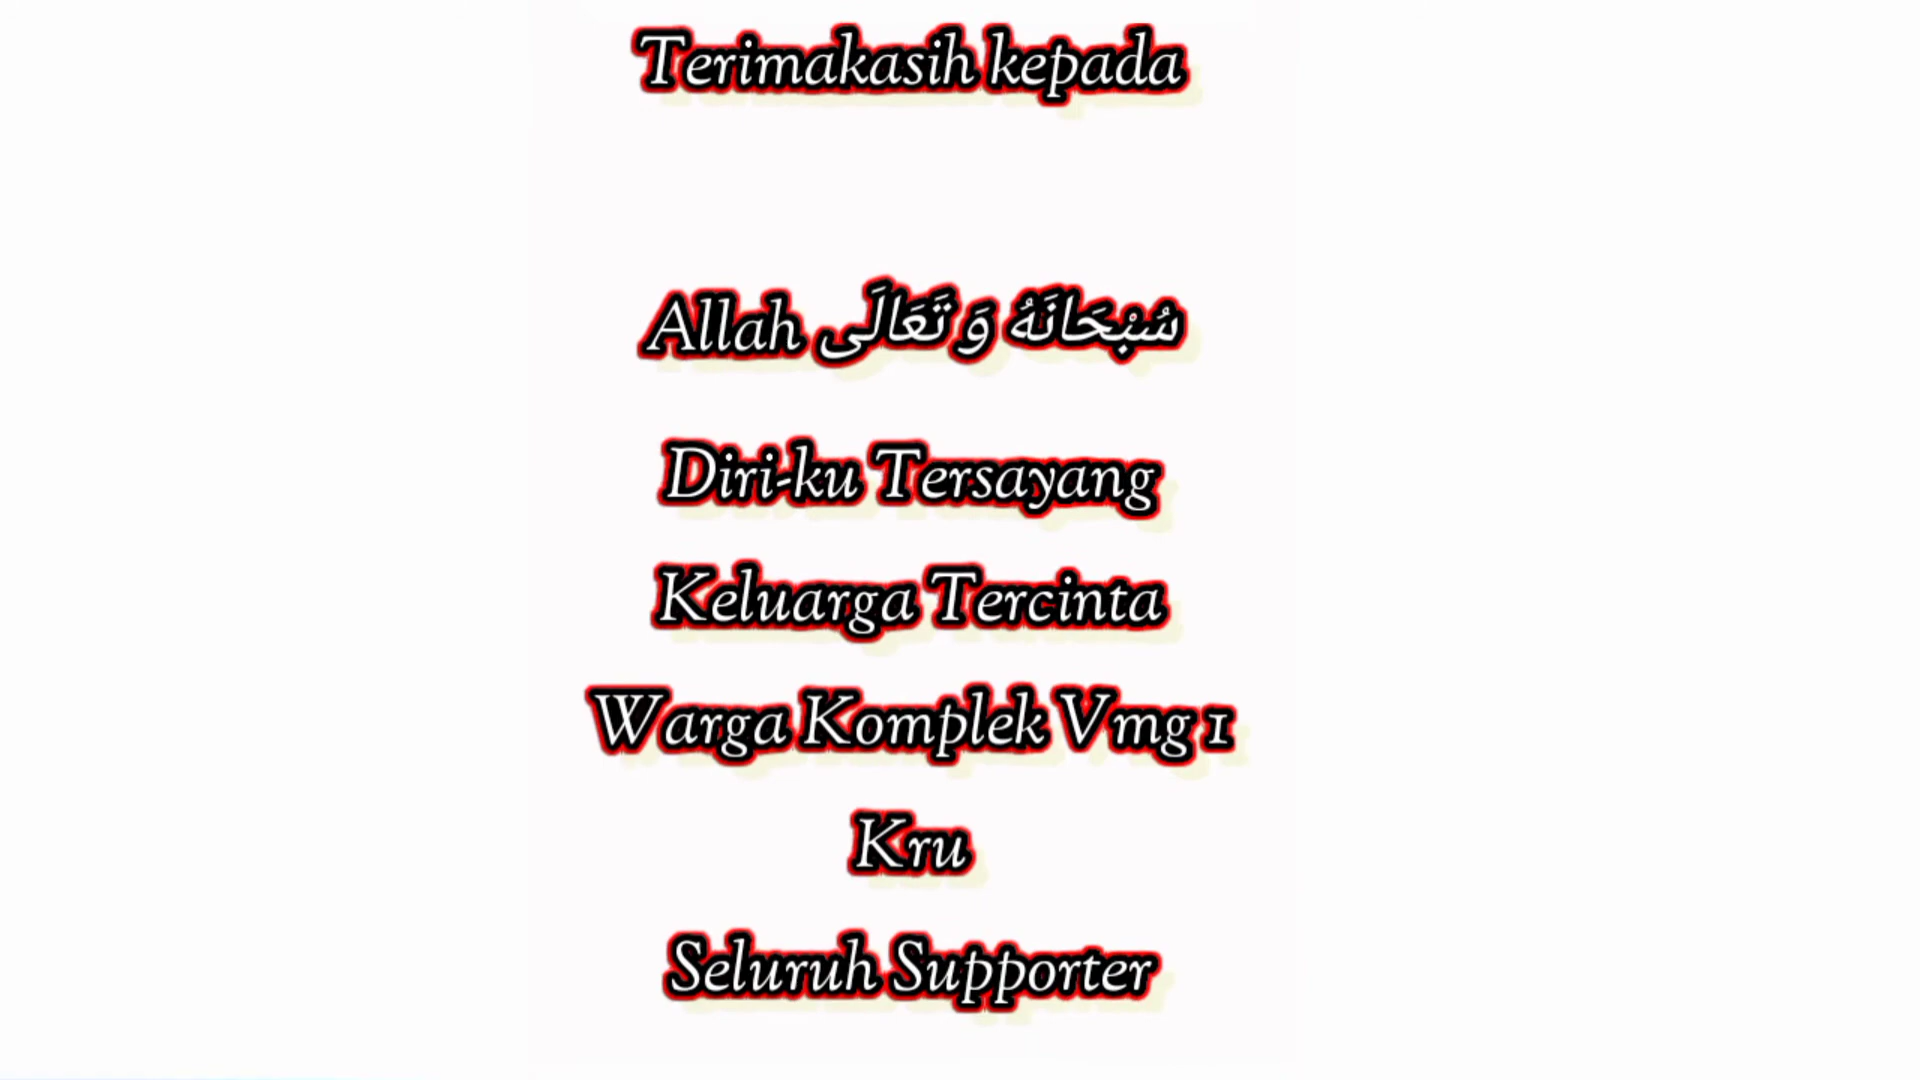 Terimakasih kepada
Allah سُبْحَانَهُ وَ تَعَالَى
Diri-ku Tersayang
Keluarga Tercinta
Warga Komplek Vmg 1
Kru
Seluruh Supporter